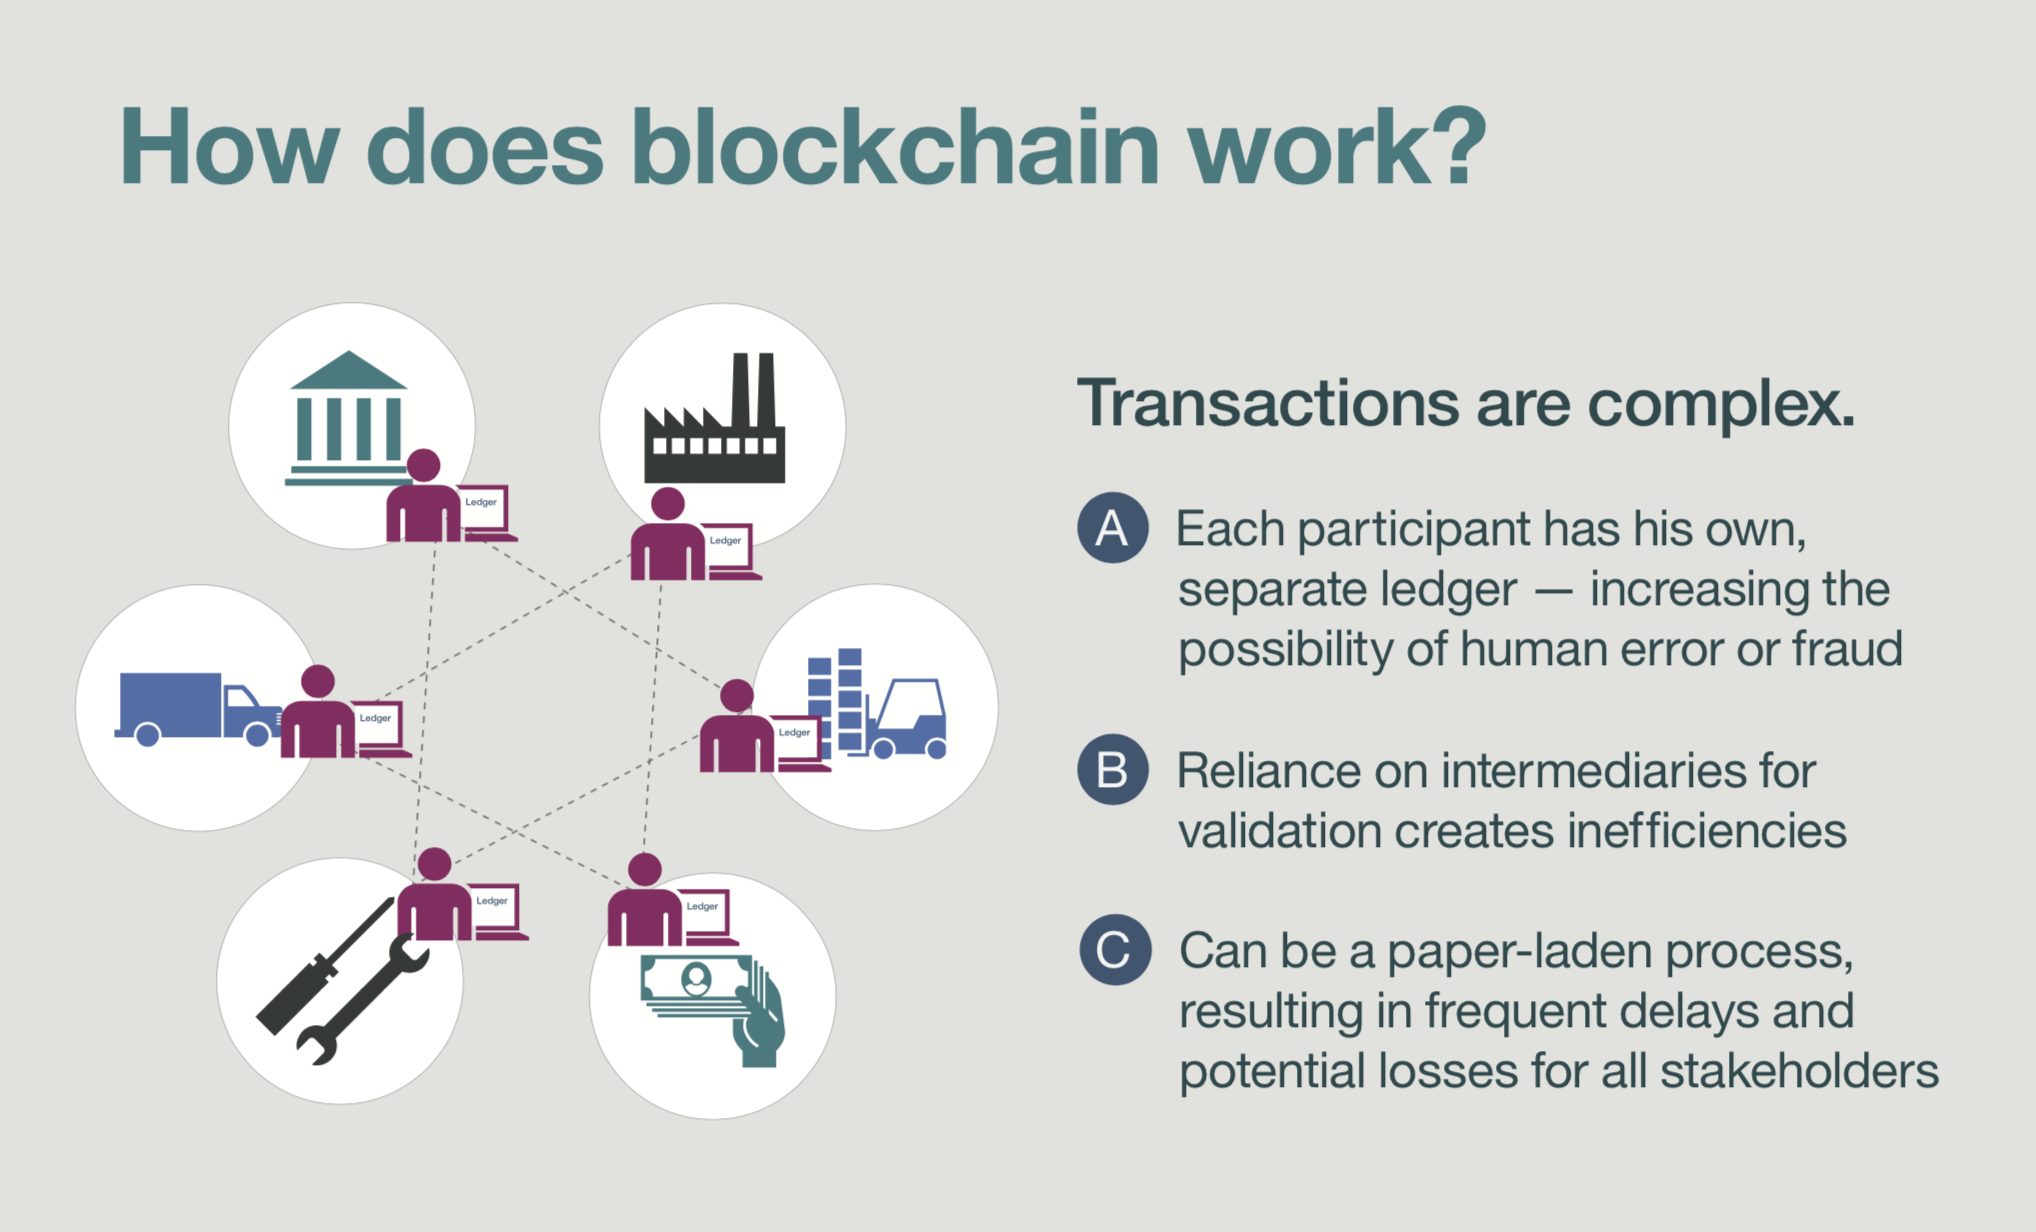 How does blockchain work?
Ledger
Ledger
Ledger
Ledger
Ledger
Ledger
Transactions are complex.
A Each participant has his own,
separate ledger — increasing the
possibility of human error or fraud
B Reliance on intermediaries for
validation creates inefficiencies
C Can be a paper-laden process,
resulting in frequent delays and
potential losses for all stakeholders